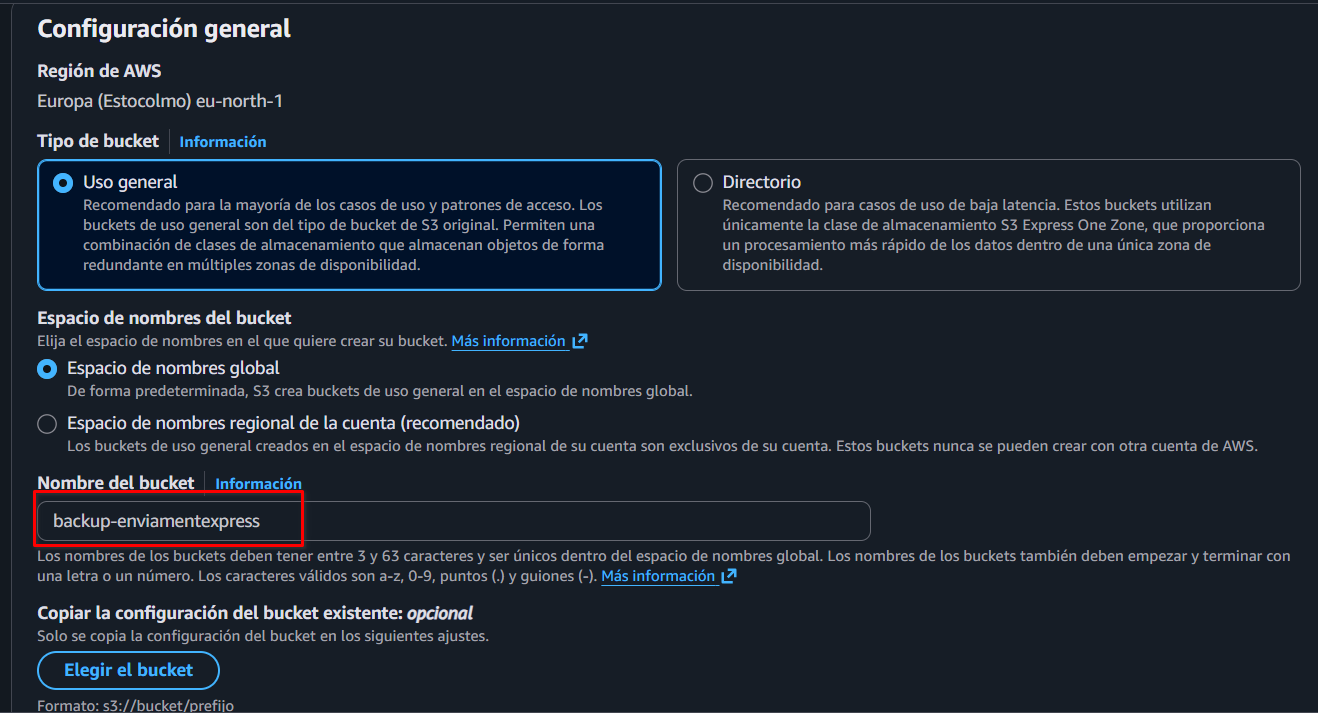 Configuración general
Región de AWS
Europa (Estocolmo) eu-north-1
Tipo de bucket
Información
Uso general
Recomendado para la mayoría de los casos de uso y patrones de acceso. Los
buckets de uso general son del tipo de bucket de S3 original. Permiten una
combinación de clases de almacenamiento que almacenan objetos de forma
redundante en múltiples zonas de disponibilidad.
Directorio
Recomendado para casos de uso de baja latencia. Estos buckets utilizan
únicamente la clase de almacenamiento S3 Express One Zone, que proporciona
un procesamiento más rápido de los datos dentro de una única zona de
disponibilidad.
Espacio de nombres del bucket
Elija el espacio de nombres en el que quiere crear su bucket. Más información
Espacio de nombres global
De forma predeterminada, S3 crea buckets de uso general en el espacio de nombres global.
Espacio de nombres regional de la cuenta (recomendado)
Los buckets de uso general creados en el espacio de nombres regional de su cuenta son exclusivos de su cuenta. Estos buckets nunca se pueden crear con otra cuenta de AWS.
Nombre del bucket
Información
backup-enviamentexpress
Los nombres de los buckets deben tener entre 3 y 63 caracteres y ser únicos dentro del espacio de nombres global. Los nombres de los buckets también deben empezar y terminar con
una letra o un número. Los caracteres válidos son a-z, 0-9, puntos (.) y guiones (-). Más información
Copiar la configuración del bucket existente: opcional
Solo se copia la configuración del bucket en los siguientes ajustes.
Elegir el bucket
Formato: s3://bucket/prefijo